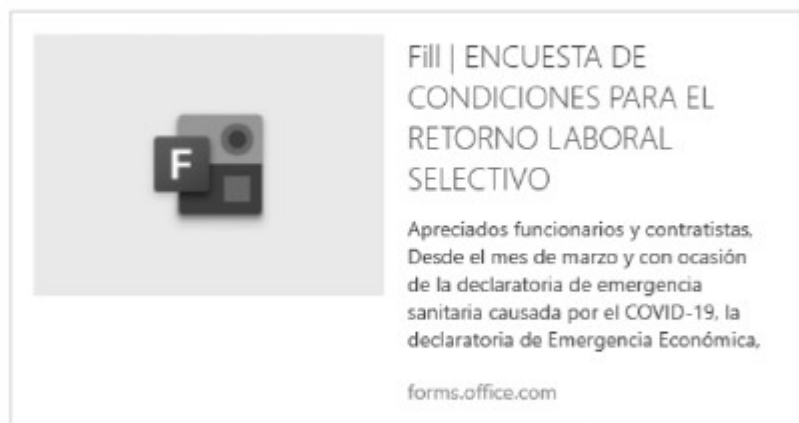 F
Fill | ENCUESTA DE
CONDICIONES PARA EL
RETORNO LABORAL
SELECTIVO
Apreciados funcionarios y contratistas,
Desde el mes de marzo y con ocasión
de la declaratoria de emergencia
sanitaria causada por el COVID-19, la
declaratoria de Emergencia Económica,
forms.office.com